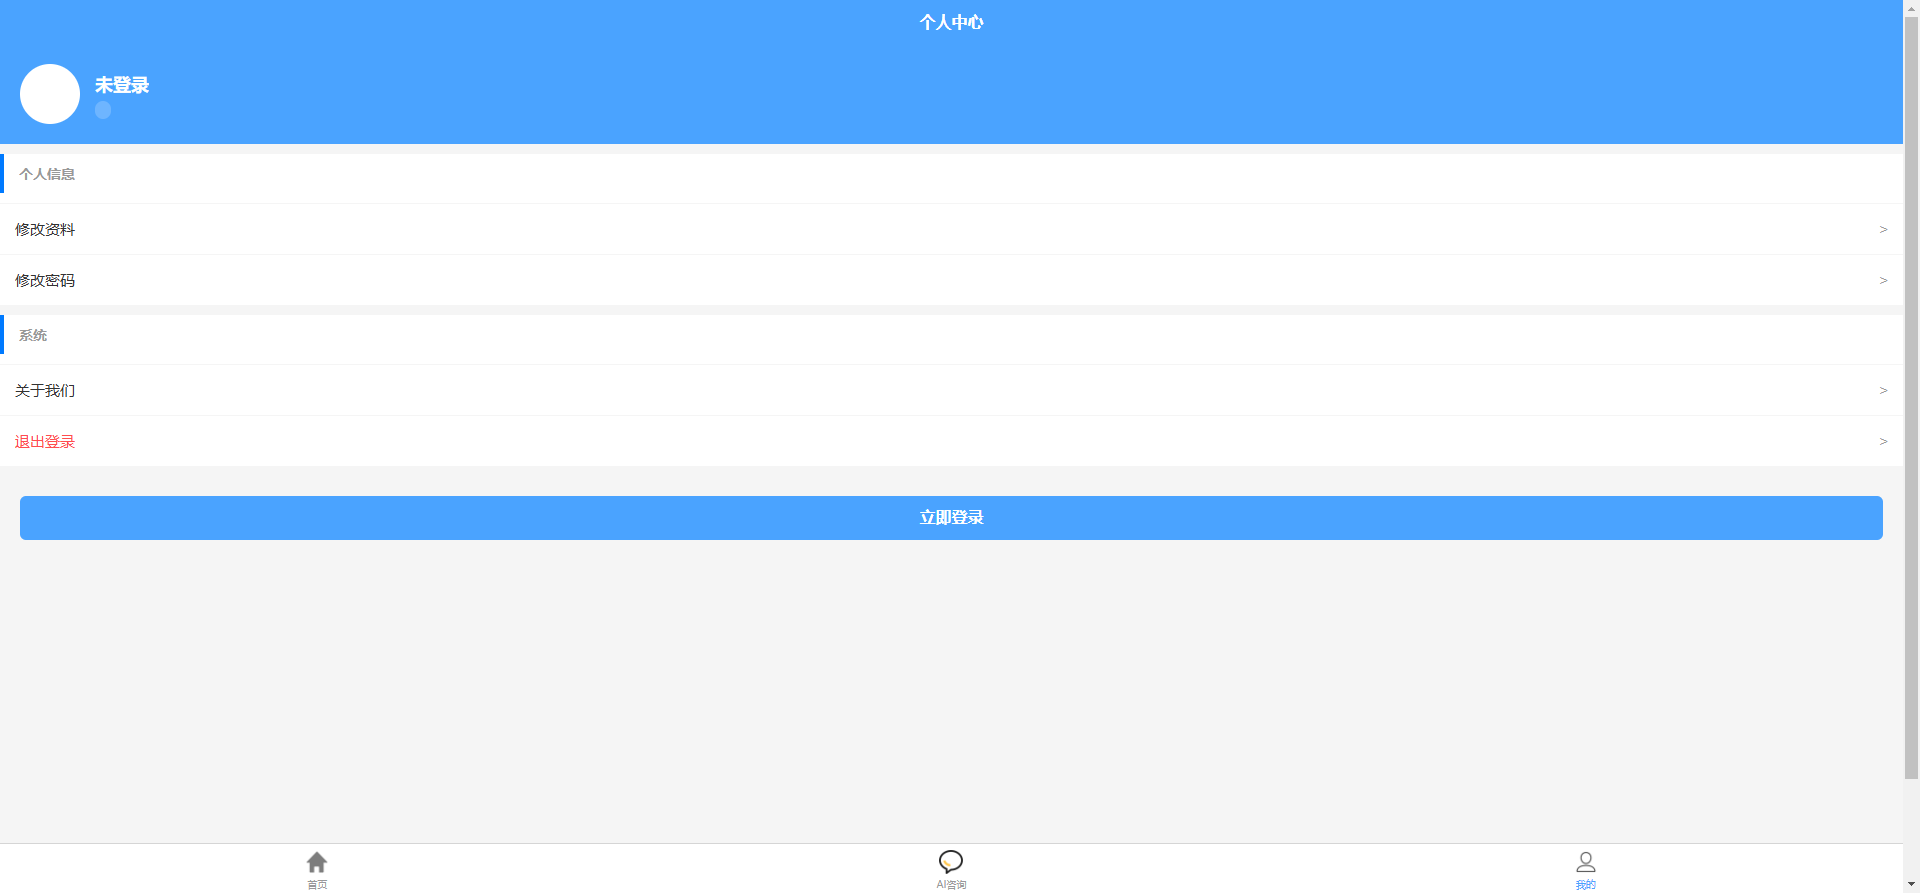 个人中心
未登录
个人信息
修改资料 >
修改密码 >
系统
关于我们 >
退出登录 >
立即登录
首页
AI咨询
我的